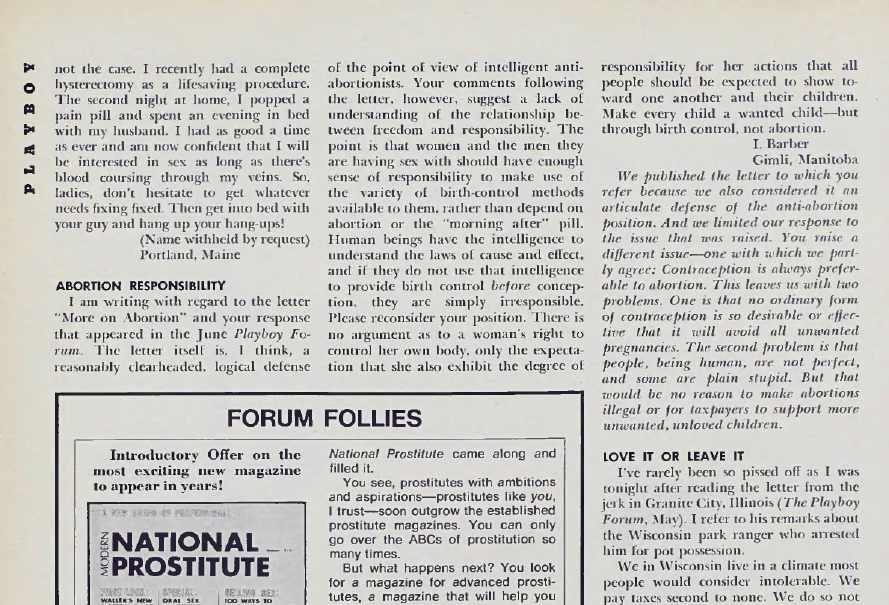 PLAYBOY
not the case. I recently had a complete
hysterectomy as a lifesaving procedure.
The second night at home, I popped a
pain pill and spent an evening in bed
with my husband. I had as good a time
as ever and am now confident that I will
be interested in sex as long as there's
blood coursing through my veins. So,
ladies, don't hesitate to get whatever
needs fixing fixed. Then get into bed with
your guy and hang up your hang-ups!
(Name withheld by request)
Portland, Maine
ABORTION RESPONSIBILITY
I am writing with regard to the letter
"More on Abortion" and your response
that appeared in the June Playboy Fo-
rum. The letter itself is, I think, a
reasonably clearheaded, logical defense
of the point of view of intelligent anti-
abortionists. Your comments following
the letter, however, suggest a lack of
understanding of the relationship be-
tween freedom and responsibility. The
point is that women and the men they
are having sex with should have enough
sense of responsibility to make use of
the variety of birth-control methods
available to them, rather than depend on
abortion or the "morning after" pill.
Human beings have the intelligence to
understand the laws of cause and effect,
and if they do not use that intelligence
to provide birth control before concep-
tion, they are simply irresponsible.
Please reconsider your position. There is
no argument as to a woman's right to
control her own body, only the expecta-
tion that she also exhibit the degree of
responsibility for her actions that all
people should be expected to show to-
ward one another and their children.
Make every child a wanted child—but
through birth control, not abortion.
I. Barber
Gimli, Manitoba
We published the letter to which you
refer because we also considered it an
articulate defense of the anti-abortion
position. And we limited our response to
the issue that was raised. You raise a
different issue—one with which we part-
ly agree: Contraception is always prefer-
able to abortion. This leaves us with two
problems. One is that no ordinary form
of contraception is so desirable or effec-
tive that it will avoid all unwanted
pregnancies. The second problem is that
people, being human, are not perfect,
and some are plain stupid. But that
would be no reason to make abortions
illegal or for taxpayers to support more
unwanted, unloved children.
LOVE IT OR LEAVE IT
I've rarely been so pissed off as I was
tonight after reading the letter from the
jerk in Granite City, Illinois (The Playboy
Forum, May). I refer to his remarks about
the Wisconsin park ranger who arrested
him for pot possession.
We in Wisconsin live in a climate most
people would consider intolerable. We
pay taxes second to none. We do so not
FORUM FOLLIES
Introductory Offer on the
most exciting new magazine
to appear in years!
MODERN
NATIONAL
PROSTITUTE
WALLER'S NEW
ORAL SEX
100 WAYS TO
National Prostitute came along and
filled it.
You see, prostitutes with ambitions
and aspirations—prostitutes like you,
I trust—soon outgrow the established
prostitute magazines. You can only
go over the ABCs of prostitution so
many times.
But what happens next? You look
for a magazine for advanced prosti-
tutes, a magazine that will help you